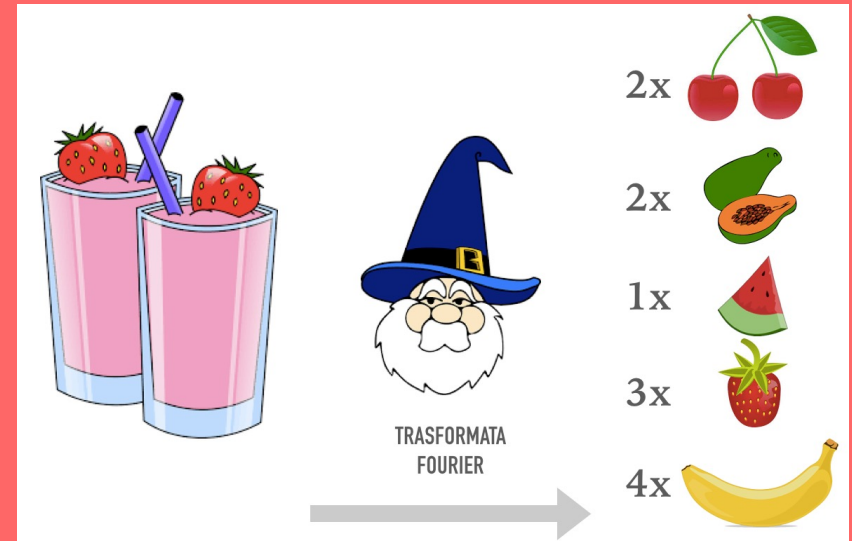 2x
2x
1x
3x
4x
TRASFORMATA
FOURIER